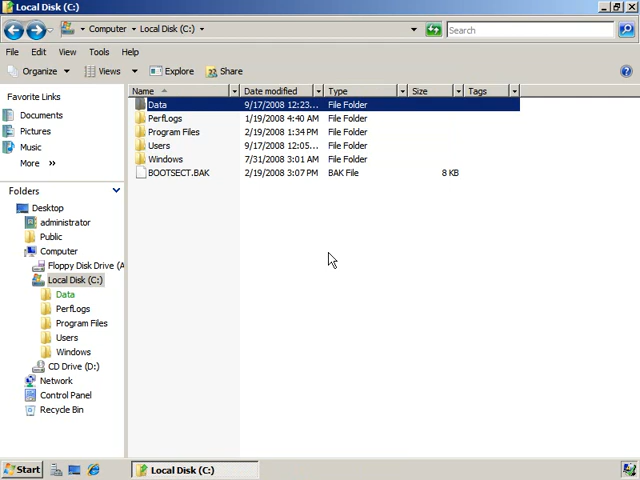 Local Disk (C:)
Computer Local Disk (C:)
Search
File Edit View Tools Help
Organize Views Explore Share
Favorite Links
Documents
Pictures
Music
More »
Folders
Desktop
administrator
Public
Computer
Floppy Disk Drive (A
Local Disk (C:)
Data
PerfLogs
Program Files
Users
Windows
CD Drive (D:)
Network
Control Panel
Recycle Bin
Name Date modified Type Size Tags
Data 9/17/2008 12:23... File Folder
PerfLogs 1/19/2008 4:40 AM File Folder
Program Files 2/19/2008 1:34 PM File Folder
Users 9/17/2008 12:05... File Folder
Windows 7/31/2008 3:01 AM File Folder
BOOTSECT.BAK 2/19/2008 3:07 PM BAK File 8 KB
Start
Local Disk (C:)